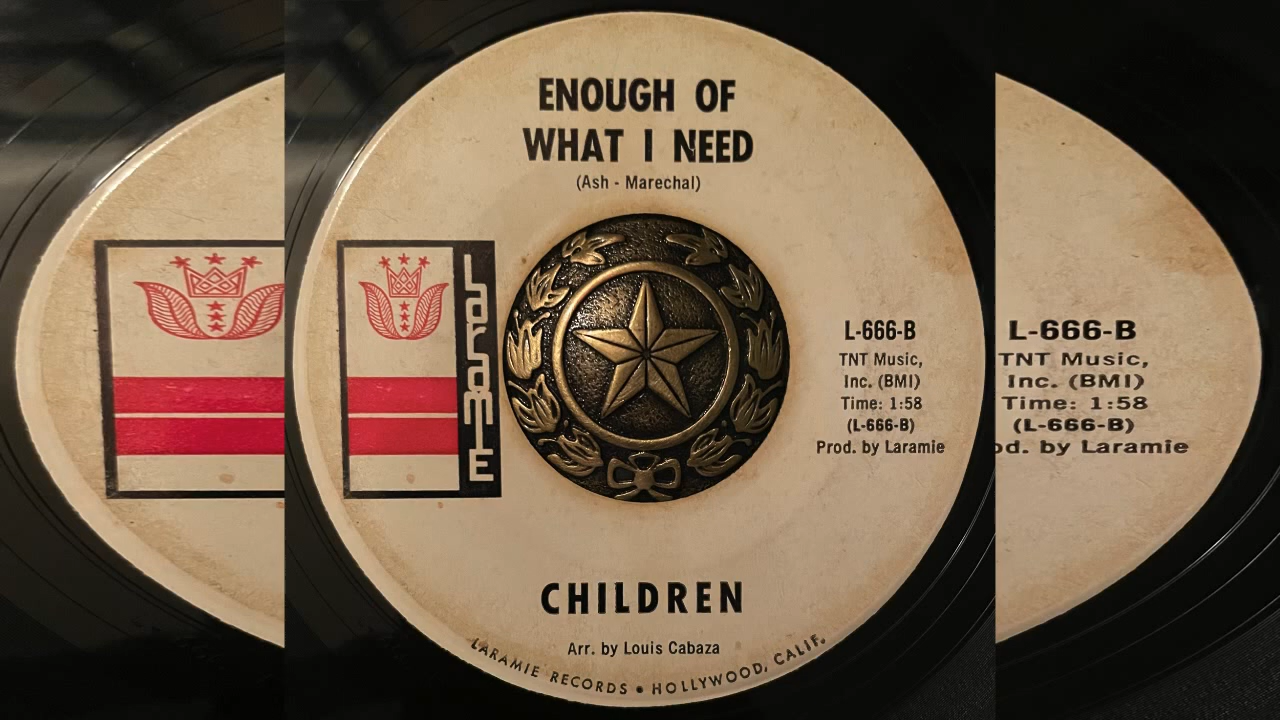 ENOUGH OF
WHAT I NEED
(Ash - Marechal)
LARAMIE
L-666-B
TNT Music,
Inc. (BMI)
Time: 1:58
(L-666-B)
Prod. by Laramie
L-666-B
TNT Music,
Inc. (BMI)
Time: 1:58
(L-666-B)
od. by Laramie
CHILDREN
Arr. by Louis Cabaza
LARAMIE RECORDS • HOLLYWOOD, CALIF.